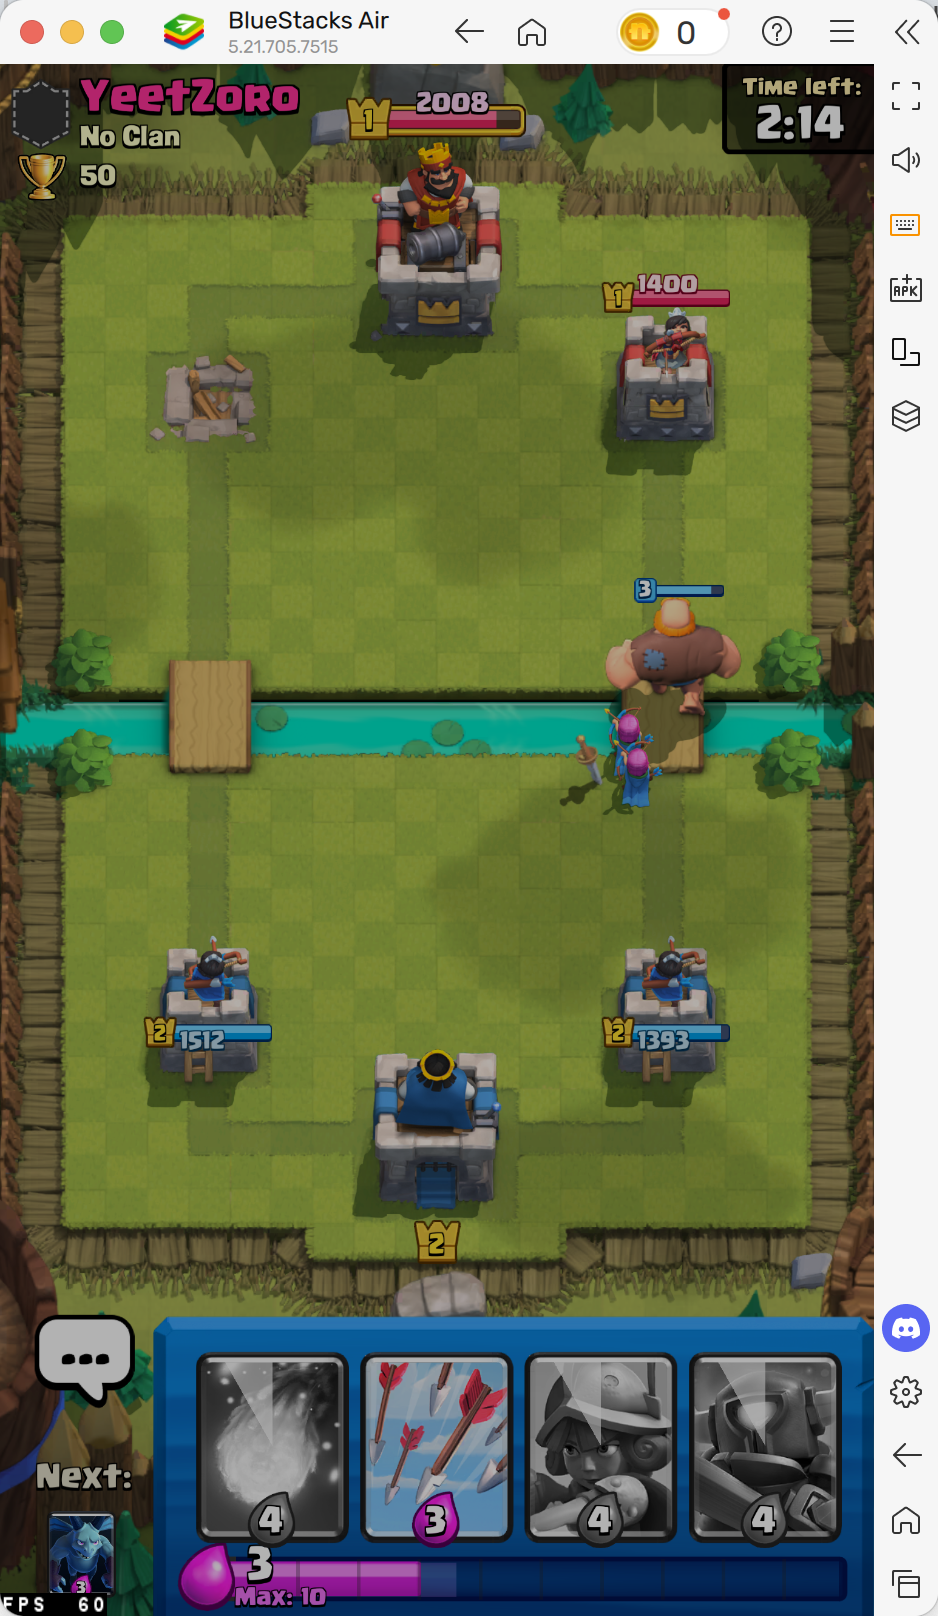 BlueStacks Air
5.21.705.7515
0
YeetZoro
No Clan
50
1
2008
Time left:
2:14
APK
1
1400
3
2
1512
2
1393
2
...
4
3
4
4
Next:
3
3
Max: 10
FPS 60